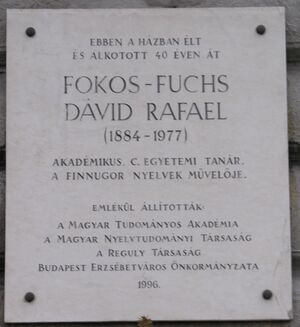 EBBEN A HÁZBAN ÉLT
ÉS ALKOTOTT 40 ÉVEN ÁT
FOKOS-FUCHS
DÁVID RAFAEL
(1884-1977)
AKADÉMIKUS. C. EGYETEMI TANÁR.
A FINNUGOR NYELVEK MŰVELŐJE.
EMLÉKÜL ÁLLÍTOTTÁK:
A MAGYAR TUDOMÁNYOS AKADÉMIA
A MAGYAR NYELVTUDOMÁNYI TÁRSASÁG
A REGULY TÁRSASÁG
BUDAPEST ERZSÉBETVÁROS ÖNKORMÁNYZATA
1996.